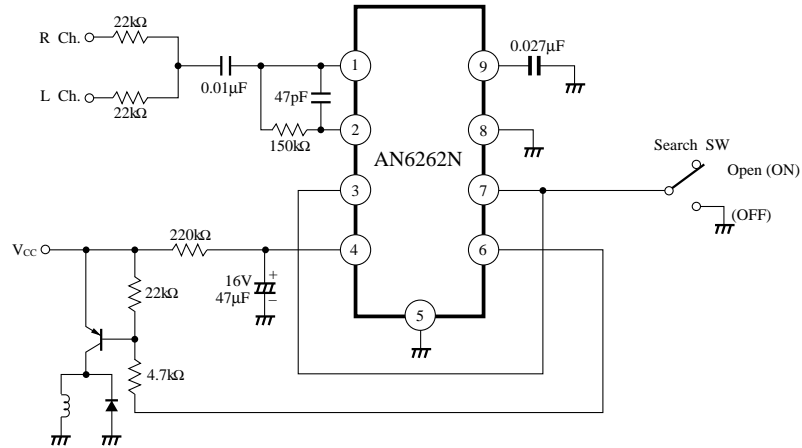 22kΩ
R Ch.
0.01µF
L Ch.
22kΩ
47pF
150kΩ
1
2
3
4
5
6
7
8
9
AN6262N
0.027µF
Search SW
Open (ON)
(OFF)
VCC
220kΩ
16V
47µF
+
−
22kΩ
4.7kΩ